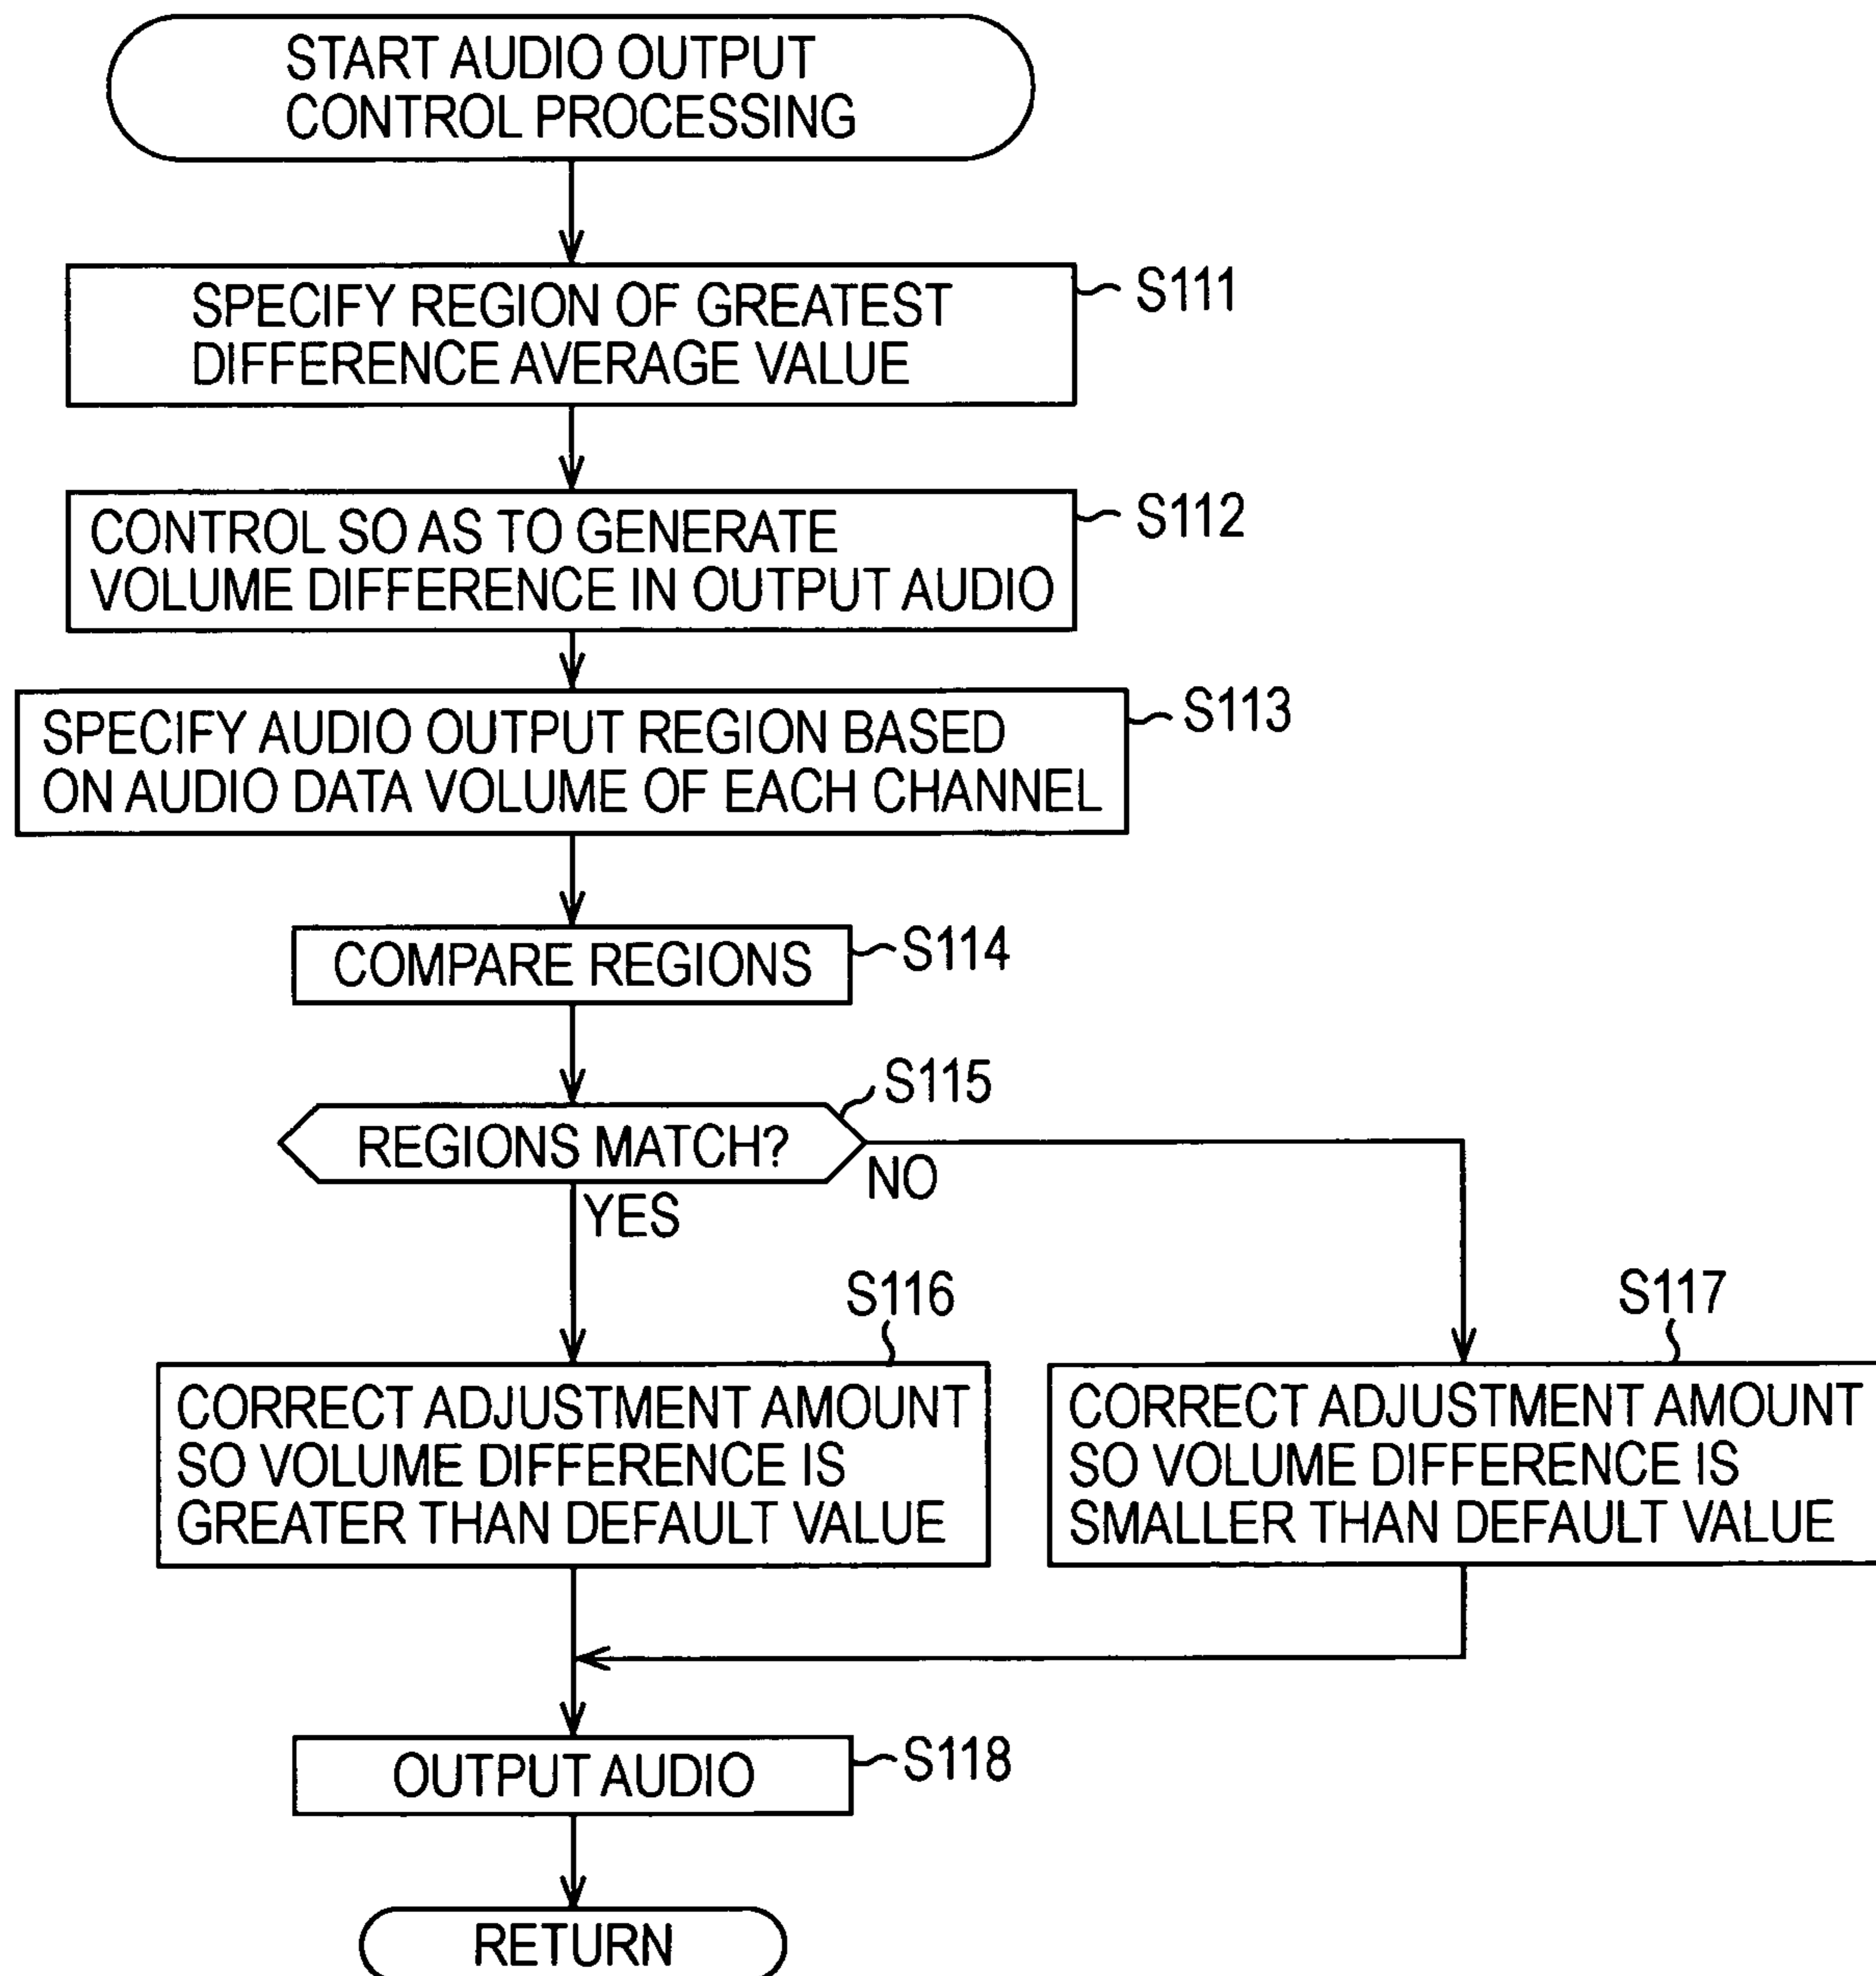 START AUDIO OUTPUT
CONTROL PROCESSING
SPECIFY REGION OF GREATEST
DIFFERENCE AVERAGE VALUE
S111
CONTROL SO AS TO GENERATE
VOLUME DIFFERENCE IN OUTPUT AUDIO
S112
SPECIFY AUDIO OUTPUT REGION BASED
ON AUDIO DATA VOLUME OF EACH CHANNEL
S113
COMPARE REGIONS
S114
REGIONS MATCH?
S115
NO
YES
S116
CORRECT ADJUSTMENT AMOUNT
SO VOLUME DIFFERENCE IS
GREATER THAN DEFAULT VALUE
S117
CORRECT ADJUSTMENT AMOUNT
SO VOLUME DIFFERENCE IS
SMALLER THAN DEFAULT VALUE
OUTPUT AUDIO
S118
RETURN